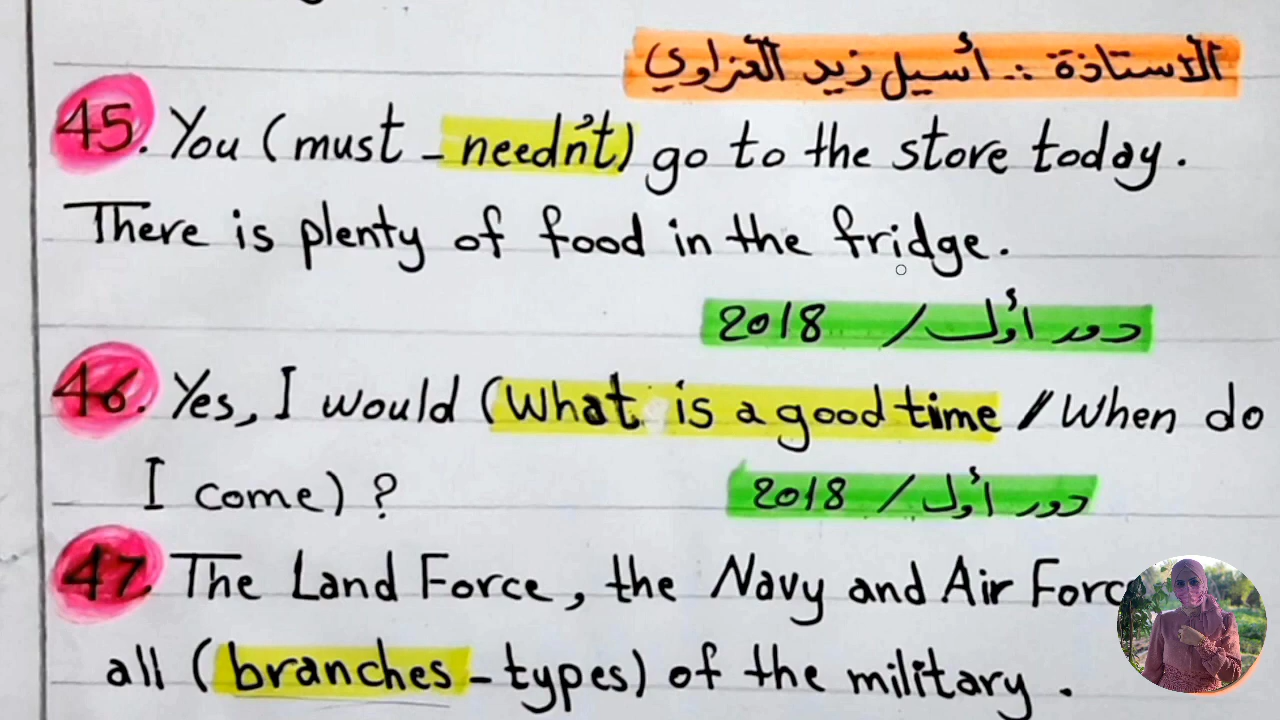 الأستاذة :. أسيل زيد العزاوي
45. You (must - needn't) go to the store today.
There is plenty of food in the fridge.
دور أول / 2018
46. Yes, I would (What is a good time / When do
I come) ?
دور أول / 2018
47. The Land Force, the Navy and Air Forc
all (branches - types) of the military.